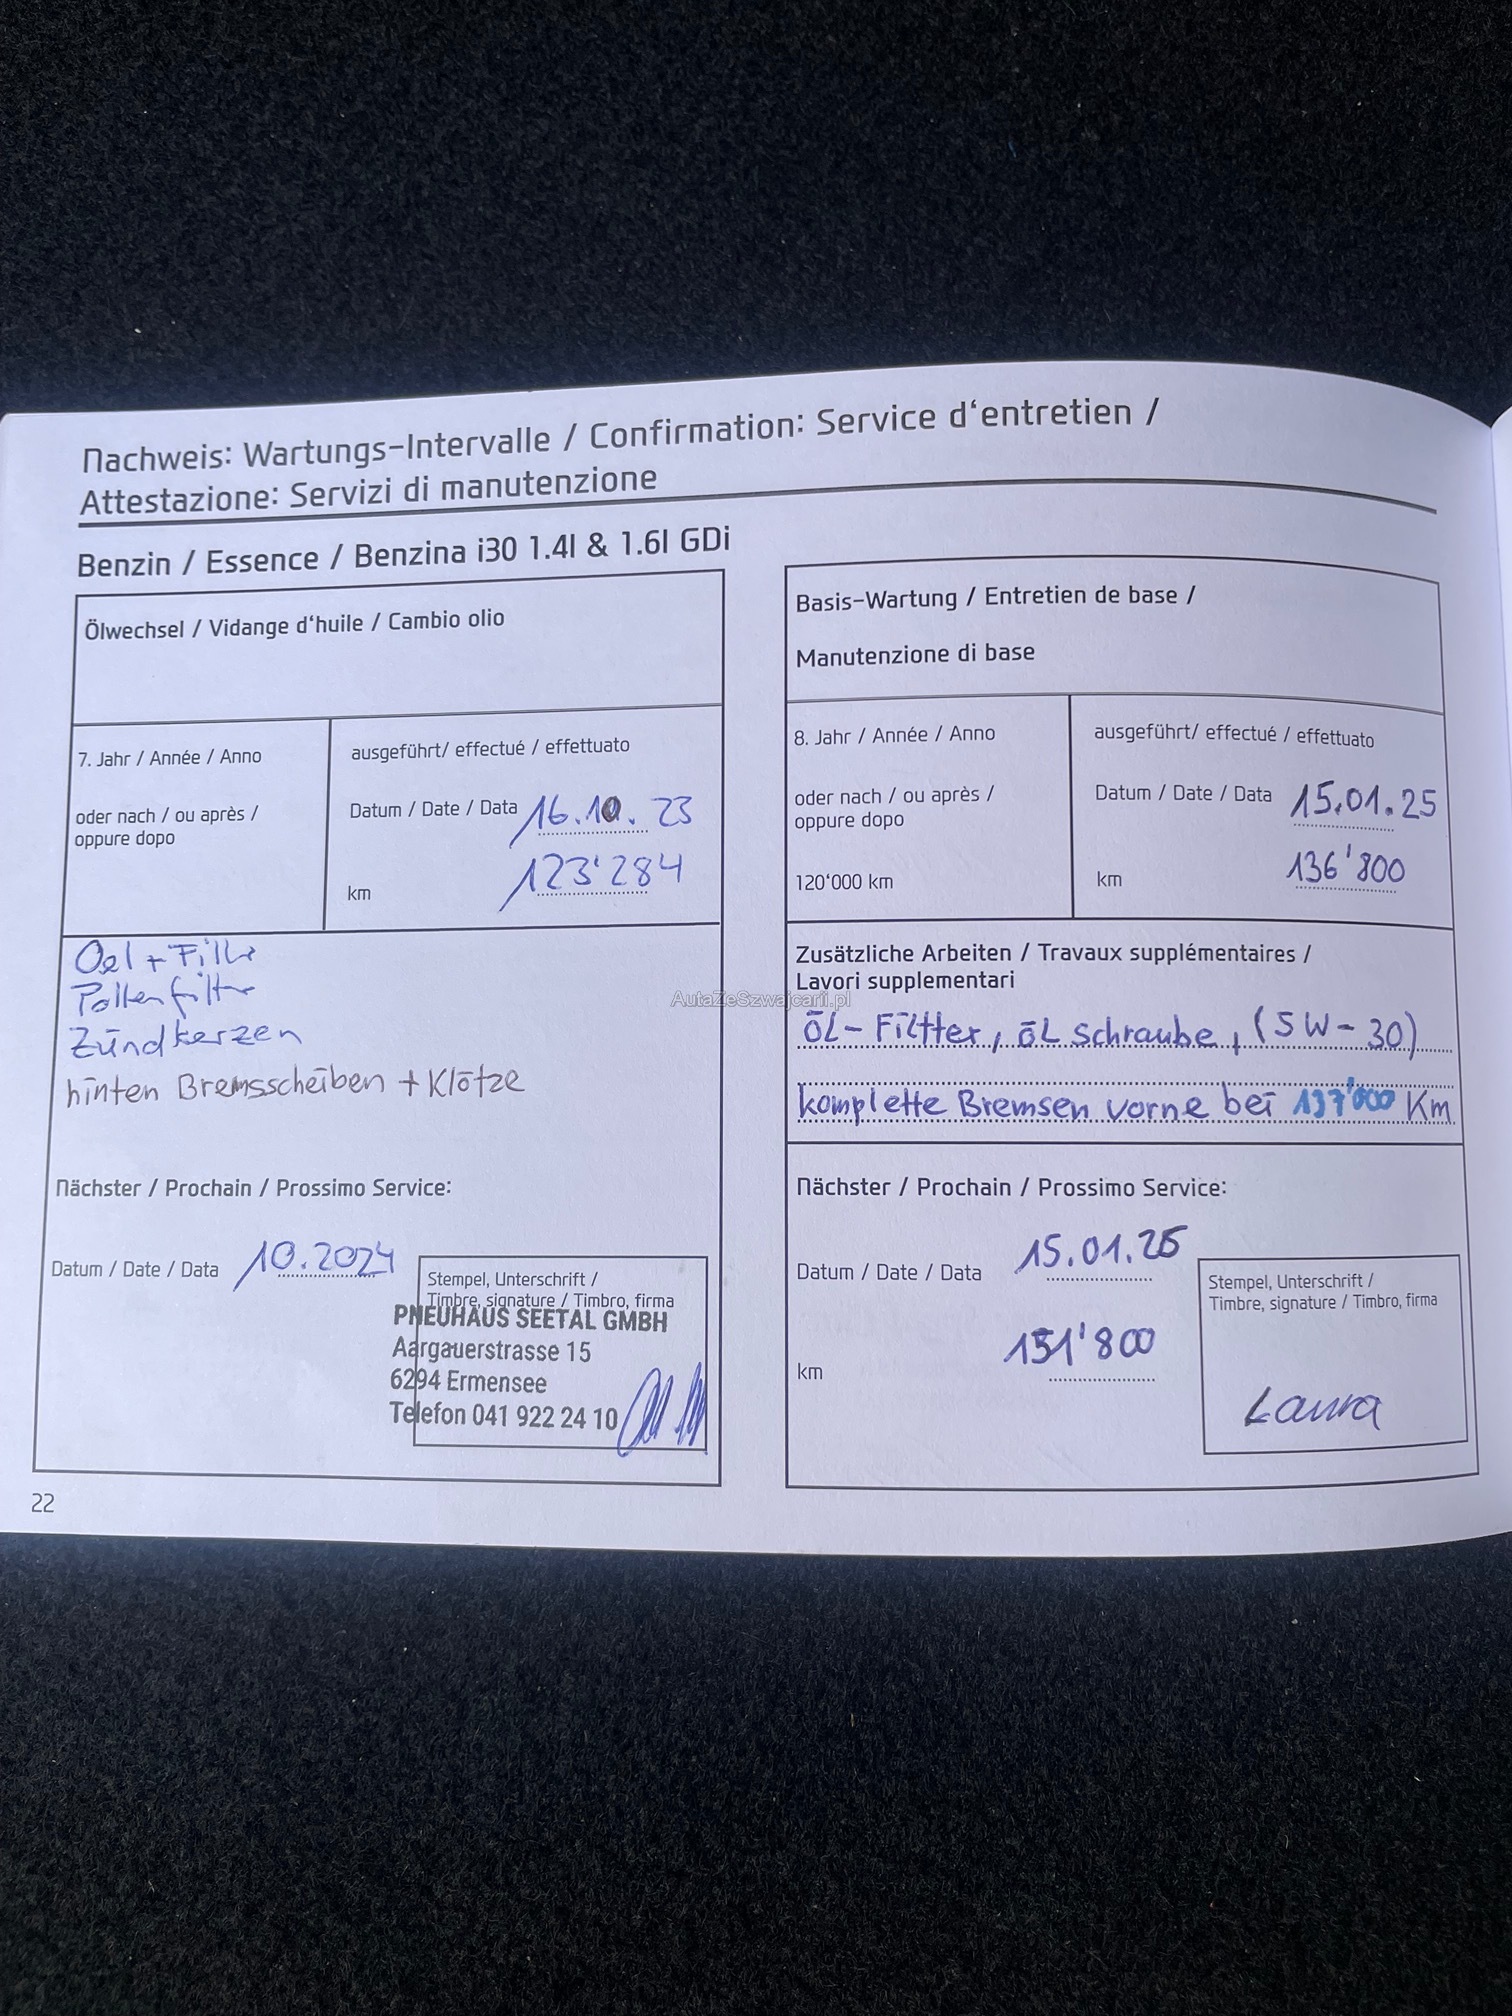 Nachweis: Wartungs-Intervalle / Confirmation: Service d'entretien /
Attestazione: Servizi di manutenzione
Benzin / Essence / Benzina i30 1.4l & 1.6l GDi
Ölwechsel / Vidange d'huile / Cambio olio
7. Jahr / Année / Anno
oder nach / ou après /
oppure dopo
ausgeführt/ effectué / effettuato
Datum / Date / Data 16.10.23
km 123'284
Oel + Filter
Pollenfilter
Zündkerzen
hinten Bremsscheiben + Klötze
Nächster / Prochain / Prossimo Service:
Datum / Date / Data 10.2024
Stempel, Unterschrift /
Timbre, signature / Timbro, firma
PNEUHAUS SEETAL GMBH
Aargauerstrasse 15
6294 Ermensee
Telefon 041 922 24 10
22
Basis-Wartung / Entretien de base /
Manutenzione di base
8. Jahr / Année / Anno
oder nach / ou après /
oppure dopo
120'000 km
ausgeführt/ effectué / effettuato
Datum / Date / Data 15.01.25
km 136'800
Zusätzliche Arbeiten / Travaux supplémentaires /
Lavori supplementari
ÖL-Filtter, ÖL schraube, (5W-30)
komplette Bremsen vorne bei 137'000 Km
Nächster / Prochain / Prossimo Service:
Datum / Date / Data 15.01.26
km 151'800
Stempel, Unterschrift /
Timbre, signature / Timbro, firma
Laura
AutaZeSzwajcarii.pl